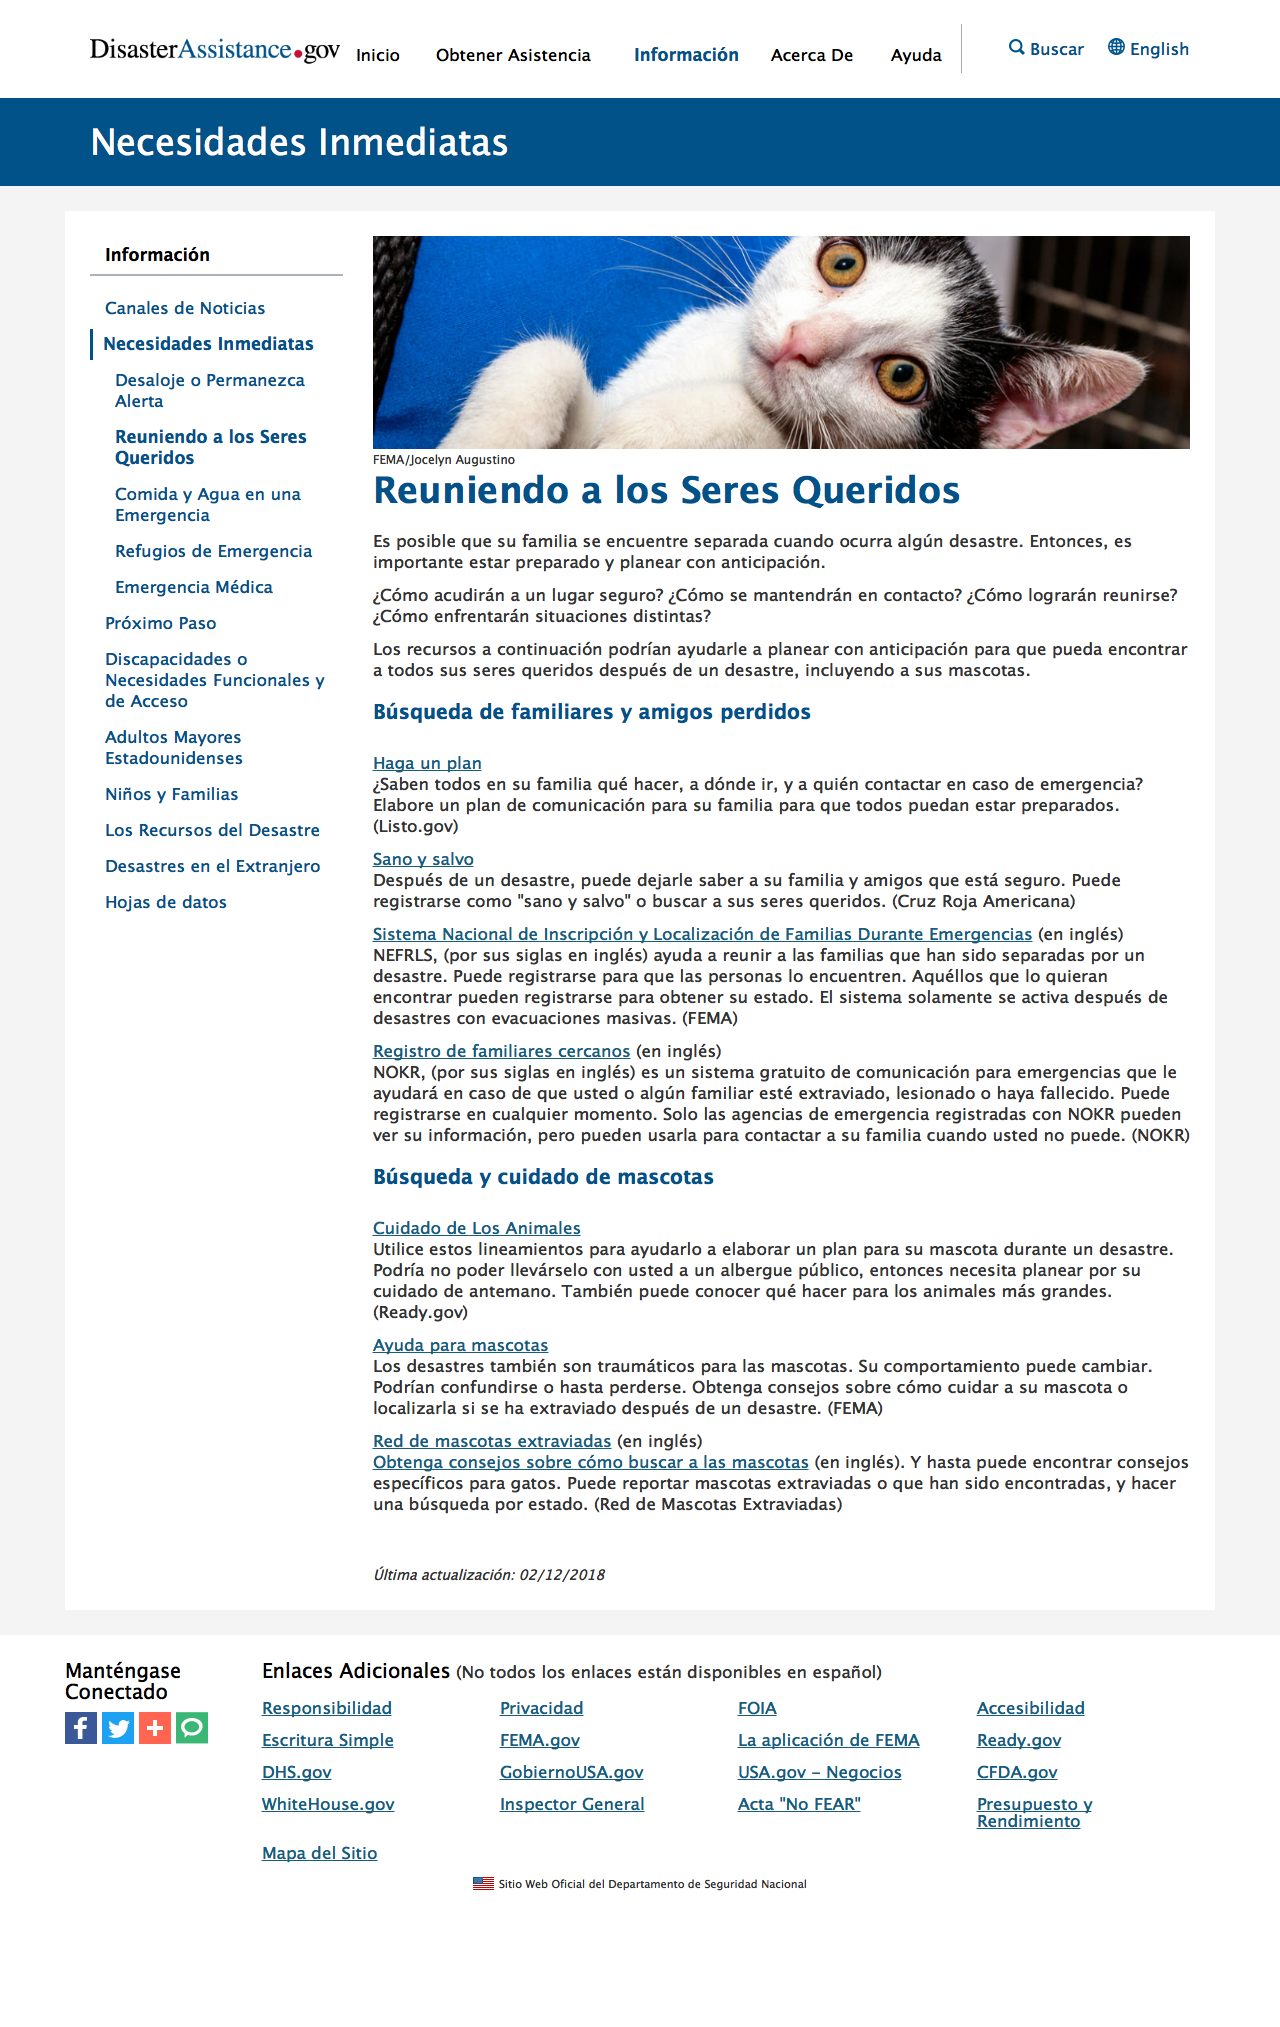 DisasterAssistance.gov
Inicio
Obtener Asistencia
Información
Acerca De
Ayuda
Buscar
English
Necesidades Inmediatas
Información
Canales de Noticias
Necesidades Inmediatas
Desaloje o Permanezca
Alerta
Reuniendo a los Seres
Queridos
Comida y Agua en una
Emergencia
Refugios de Emergencia
Emergencia Médica
Próximo Paso
Discapacidades o
Necesidades Funcionales y
de Acceso
Adultos Mayores
Estadounidenses
Niños y Familias
Los Recursos del Desastre
Desastres en el Extranjero
Hojas de datos
FEMA/Jocelyn Augustino
Reuniendo a los Seres Queridos
Es posible que su familia se encuentre separada cuando ocurra algún desastre. Entonces, es
importante estar preparado y planear con anticipación.
¿Cómo acudirán a un lugar seguro? ¿Cómo se mantendrán en contacto? ¿Cómo lograrán reunirse?
¿Cómo enfrentarán situaciones distintas?
Los recursos a continuación podrían ayudarle a planear con anticipación para que pueda encontrar
a todos sus seres queridos después de un desastre, incluyendo a sus mascotas.
Búsqueda de familiares y amigos perdidos
Haga un plan
¿Saben todos en su familia qué hacer, a dónde ir, y a quién contactar en caso de emergencia?
Elabore un plan de comunicación para su familia para que todos puedan estar preparados.
(Listo.gov)
Sano y salvo
Después de un desastre, puede dejarle saber a su familia y amigos que está seguro. Puede
registrarse como "sano y salvo" o buscar a sus seres queridos. (Cruz Roja Americana)
Sistema Nacional de Inscripción y Localización de Familias Durante Emergencias (en inglés)
NEFRLS, (por sus siglas en inglés) ayuda a reunir a las familias que han sido separadas por un
desastre. Puede registrarse para que las personas lo encuentren. Aquéllos que lo quieran
encontrar pueden registrarse para obtener su estado. El sistema solamente se activa después de
desastres con evacuaciones masivas. (FEMA)
Registro de familiares cercanos (en inglés)
NOKR, (por sus siglas en inglés) es un sistema gratuito de comunicación para emergencias que le
ayudará en caso de que usted o algún familiar esté extraviado, lesionado o haya fallecido. Puede
registrarse en cualquier momento. Solo las agencias de emergencia registradas con NOKR pueden
ver su información, pero pueden usarla para contactar a su familia cuando usted no puede. (NOKR)
Búsqueda y cuidado de mascotas
Cuidado de Los Animales
Utilice estos lineamientos para ayudarlo a elaborar un plan para su mascota durante un desastre.
Podría no poder llevárselo con usted a un albergue público, entonces necesita planear por su
cuidado de antemano. También puede conocer qué hacer para los animales más grandes.
(Ready.gov)
Ayuda para mascotas
Los desastres también son traumáticos para las mascotas. Su comportamiento puede cambiar.
Podrían confundirse o hasta perderse. Obtenga consejos sobre cómo cuidar a su mascota o
localizarla si se ha extraviado después de un desastre. (FEMA)
Red de mascotas extraviadas (en inglés)
Obtenga consejos sobre cómo buscar a las mascotas (en inglés). Y hasta puede encontrar consejos
específicos para gatos. Puede reportar mascotas extraviadas o que han sido encontradas, y hacer
una búsqueda por estado. (Red de Mascotas Extraviadas)
Última actualización: 02/12/2018
Manténgase
Conectado
Enlaces Adicionales (No todos los enlaces están disponibles en español)
Responsibilidad
Privacidad
FOIA
Accesibilidad
Escritura Simple
FEMA.gov
La aplicación de FEMA
Ready.gov
DHS.gov
GobiernoUSA.gov
USA.gov - Negocios
CFDA.gov
WhiteHouse.gov
Inspector General
Acta "No FEAR"
Presupuesto y
Rendimiento
Mapa del Sitio
Sitio Web Oficial del Departamento de Seguridad Nacional